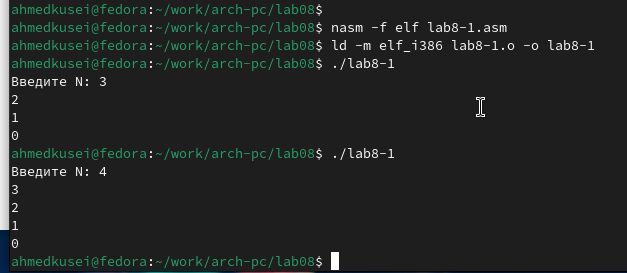 ahmedkusei@fedora:~/work/arch-pc/lab08$
ahmedkusei@fedora:~/work/arch-pc/lab08$ nasm -f elf lab8-1.asm
ahmedkusei@fedora:~/work/arch-pc/lab08$ ld -m elf_i386 lab8-1.o -o lab8-1
ahmedkusei@fedora:~/work/arch-pc/lab08$ ./lab8-1
Введите N: 3
2
1
0
ahmedkusei@fedora:~/work/arch-pc/lab08$ ./lab8-1
Введите N: 4
3
2
1
0
ahmedkusei@fedora:~/work/arch-pc/lab08$